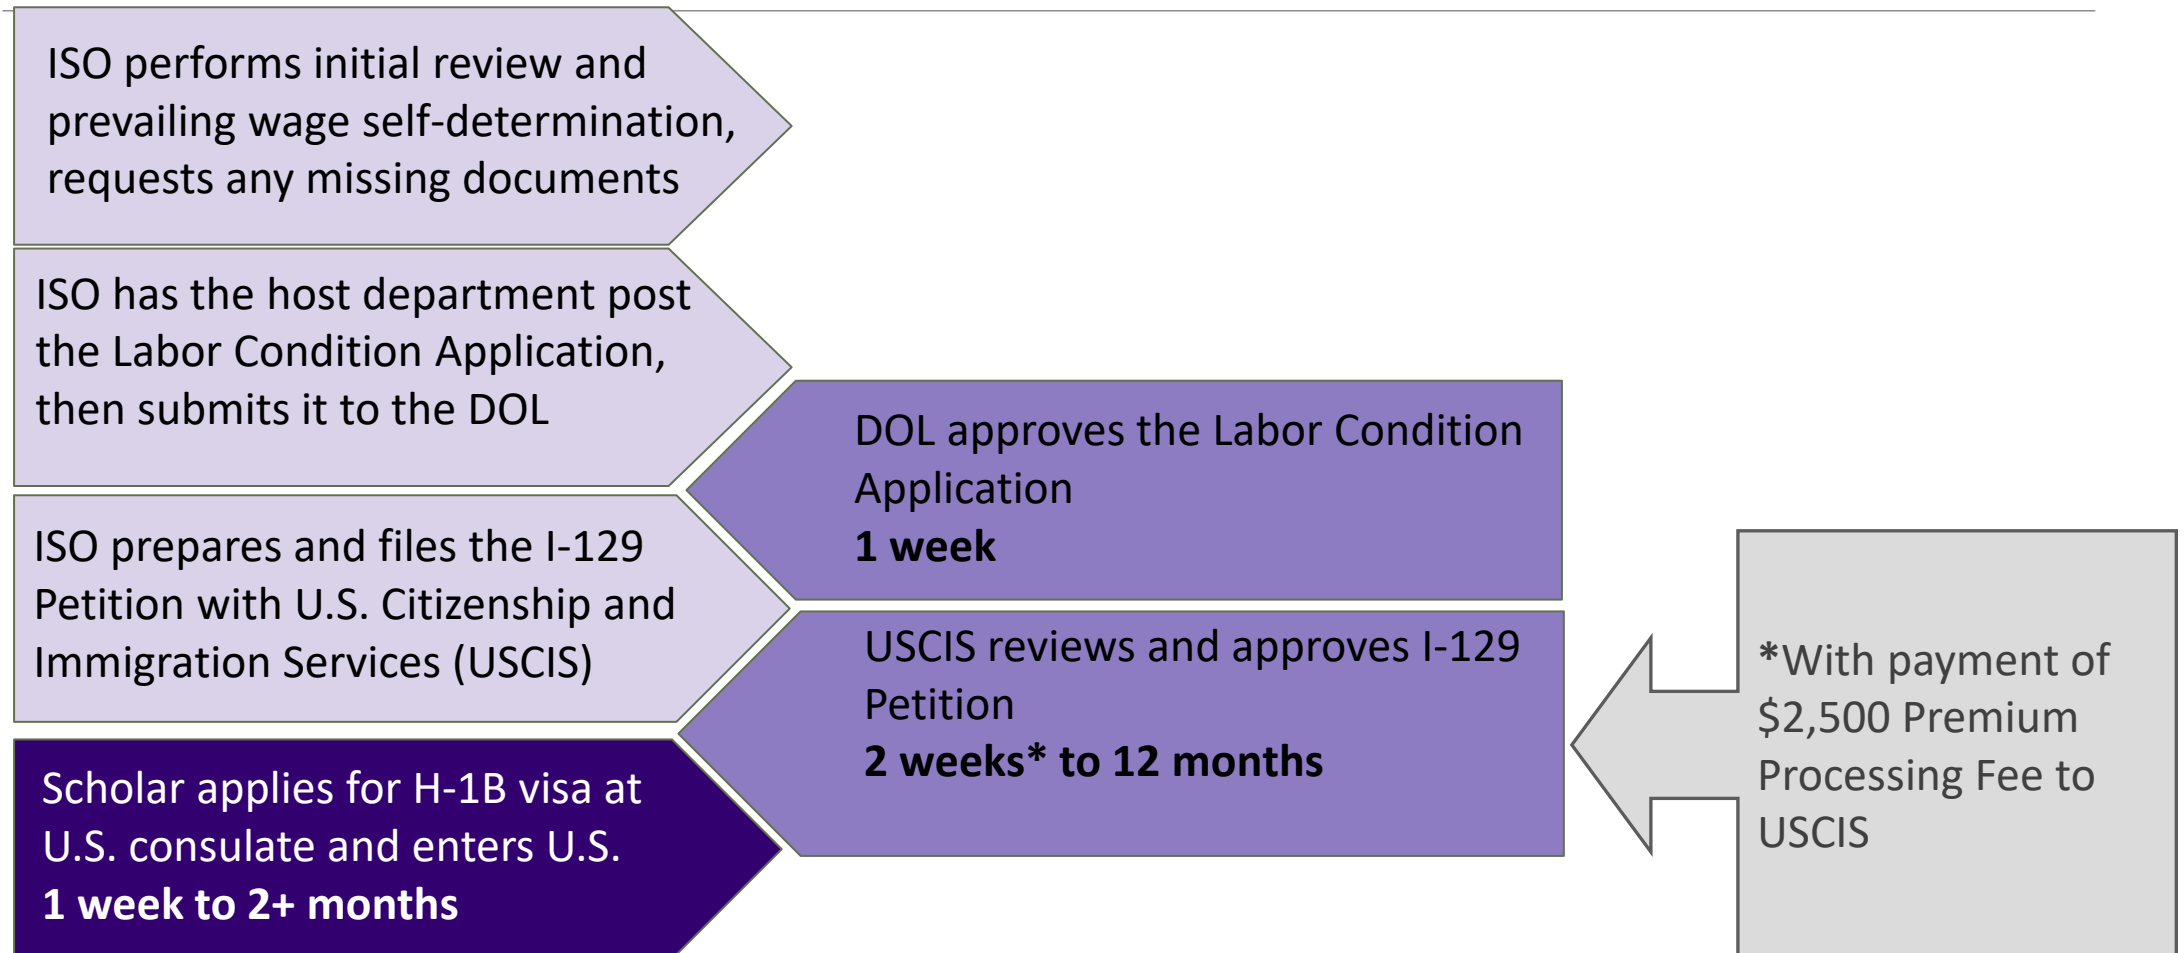 ISO performs initial review and
prevailing wage self-determination,
requests any missing documents
ISO has the host department post
the Labor Condition Application,
then submits it to the DOL
DOL approves the Labor Condition
Application
1 week
ISO prepares and files the I-129
Petition with U.S. Citizenship and
Immigration Services (USCIS)
USCIS reviews and approves I-129
Petition
2 weeks* to 12 months
*With payment of
$2,500 Premium
Processing Fee to
USCIS
Scholar applies for H-1B visa at
U.S. consulate and enters U.S.
1 week to 2+ months